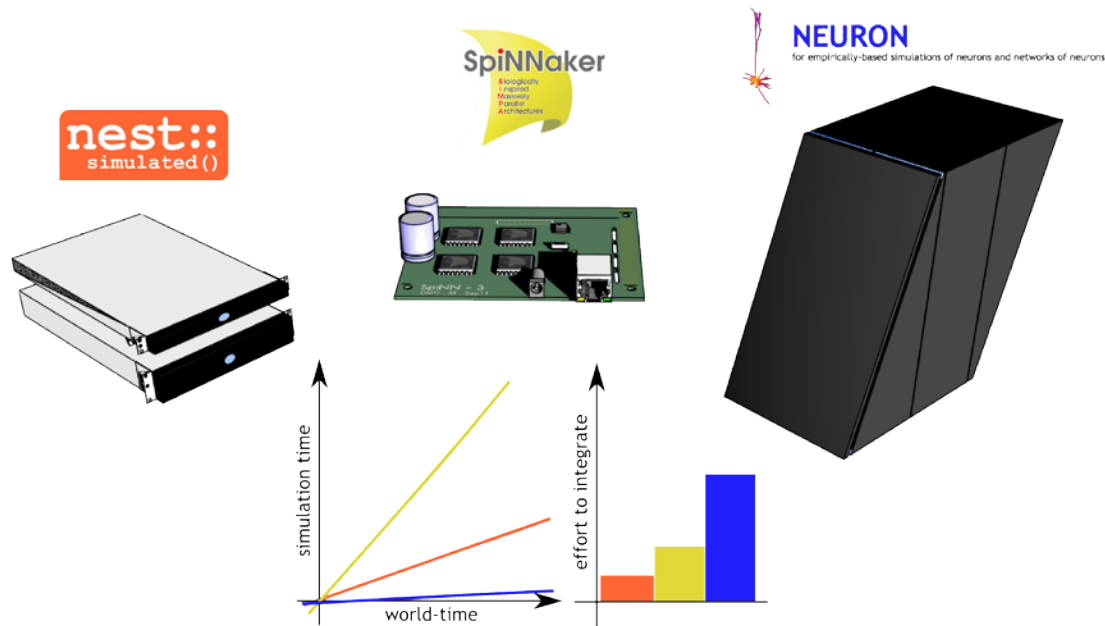 NEURON
for empirically-based simulations of neurons and networks of neurons
SpiNNaker
Biologically
Inspired
Massively
Parallel
Architectures
nest::
simulated()
SpiNN - 3
simulation time
world-time
effort to integrate